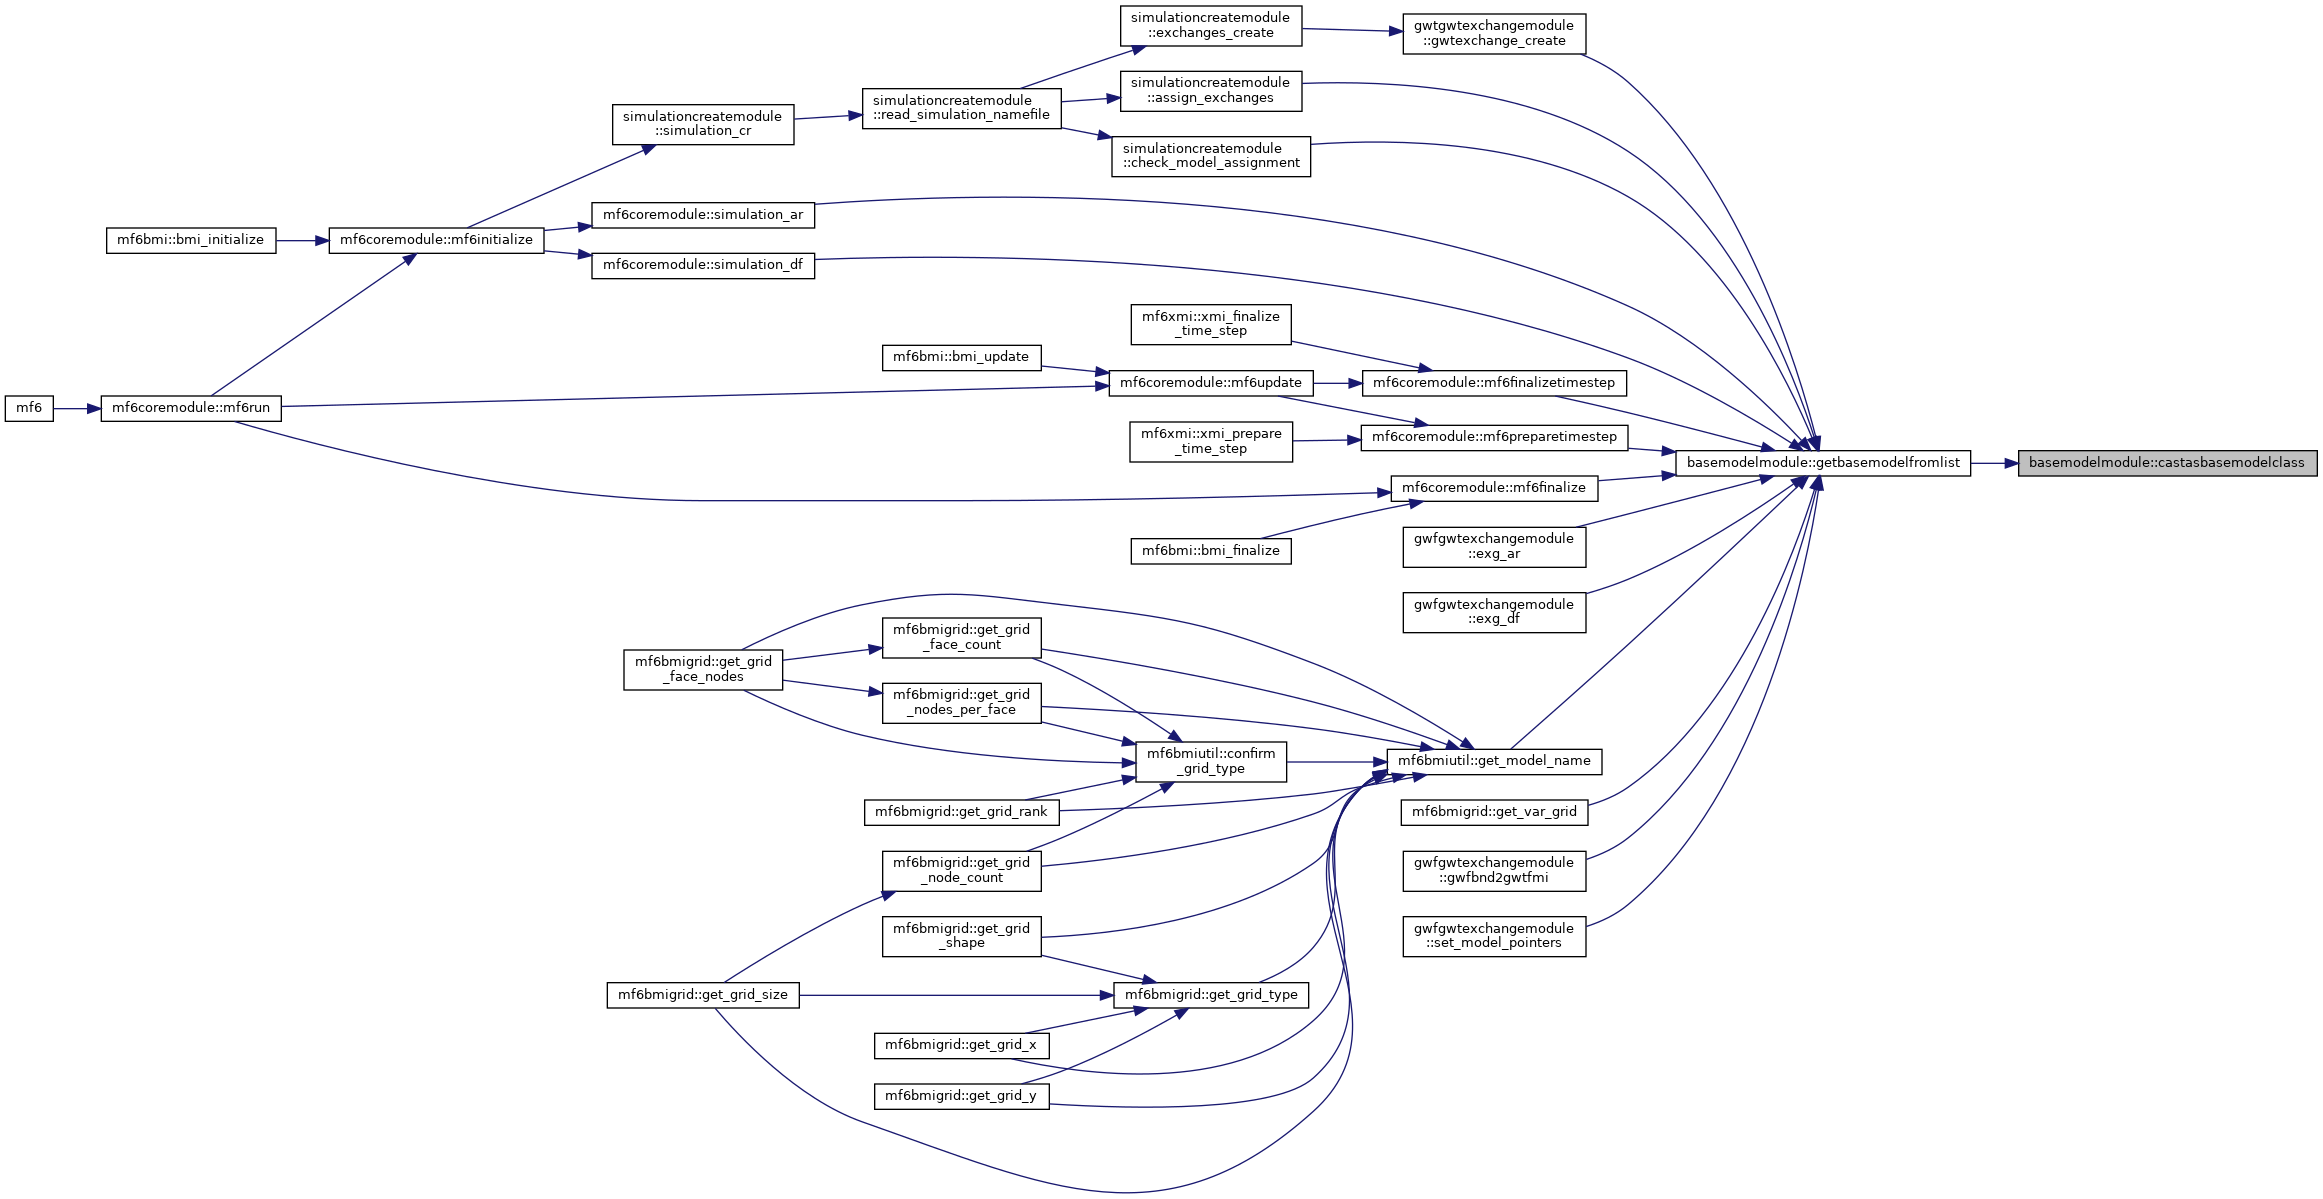 simulationcreatemodule
::exchanges_create
gwtgwtexchangemodule
::gwtexchange_create
simulationcreatemodule
::assign_exchanges
simulationcreatemodule
::read_simulation_namefile
simulationcreatemodule
::simulation_cr
simulationcreatemodule
::check_model_assignment
mf6coremodule::simulation_ar
mf6bmi::bmi_initialize
mf6coremodule::mf6initialize
mf6coremodule::simulation_df
mf6xmi::xmi_finalize
_time_step
mf6bmi::bmi_update
mf6coremodule::mf6update
mf6coremodule::mf6finalizetimestep
mf6
mf6coremodule::mf6run
mf6xmi::xmi_prepare
_time_step
mf6coremodule::mf6preparetimestep
basemodelmodule::getbasemodelfromlist
basemodelmodule::castasbasemodelclass
mf6coremodule::mf6finalize
mf6bmi::bmi_finalize
gwfgwtexchangemodule
::exg_ar
gwfgwtexchangemodule
::exg_df
mf6bmigrid::get_grid
_face_count
mf6bmigrid::get_grid
_face_nodes
mf6bmigrid::get_grid
_nodes_per_face
mf6bmiutil::confirm
_grid_type
mf6bmiutil::get_model_name
mf6bmigrid::get_grid_rank
mf6bmigrid::get_var_grid
mf6bmigrid::get_grid
_node_count
gwfgwtexchangemodule
::gwfbnd2gwtfmi
mf6bmigrid::get_grid
_shape
gwfgwtexchangemodule
::set_model_pointers
mf6bmigrid::get_grid_size
mf6bmigrid::get_grid_type
mf6bmigrid::get_grid_x
mf6bmigrid::get_grid_y